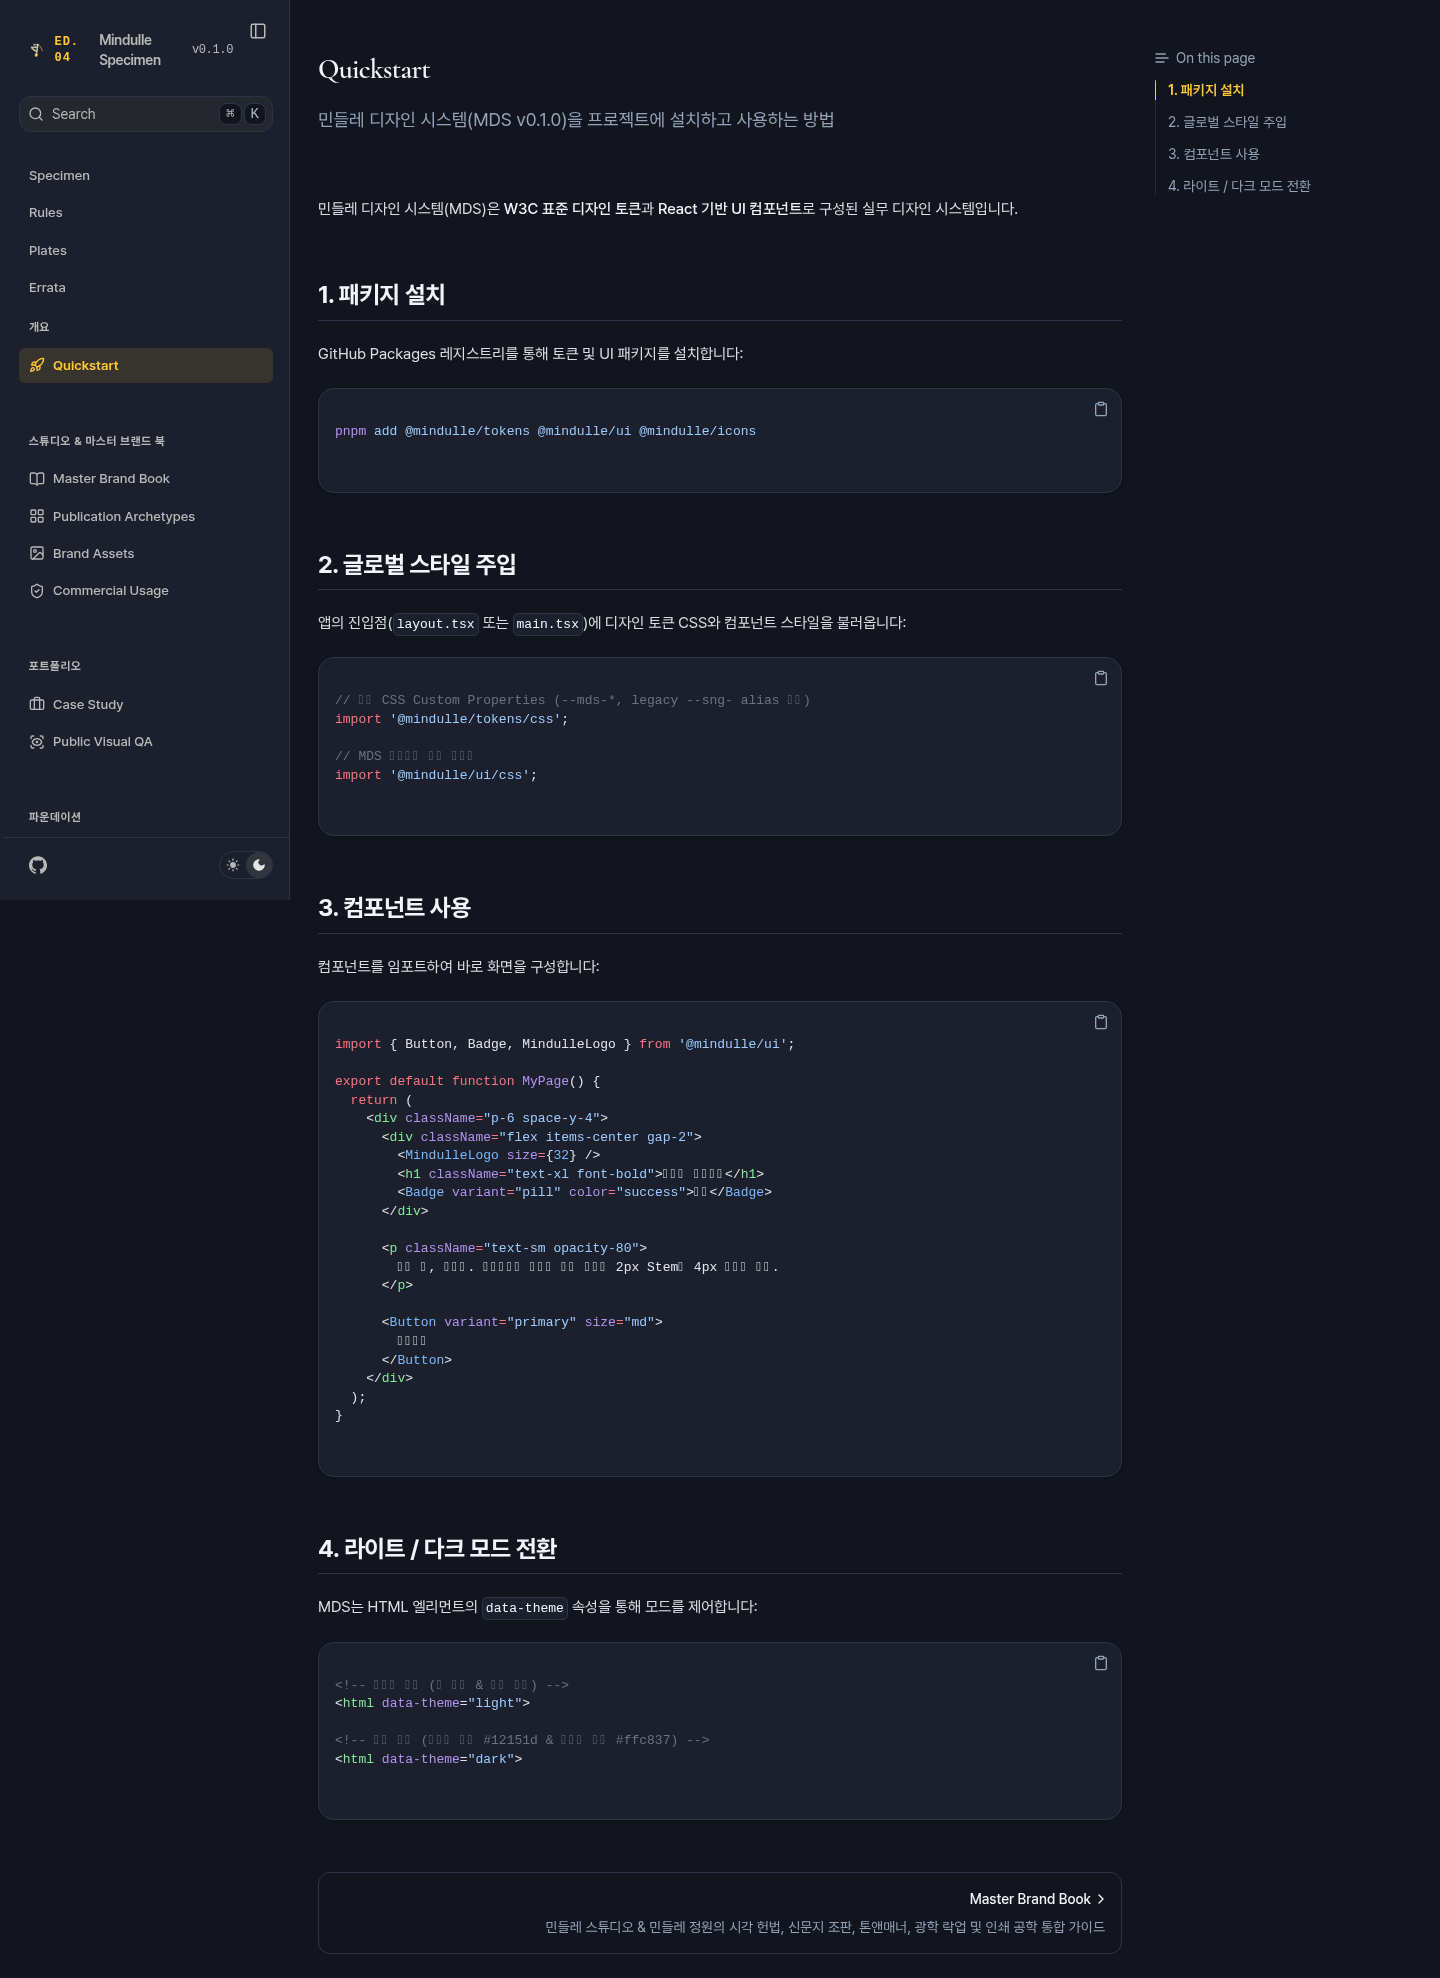 ED. 04
Mindulle Specimen
v0.1.0
Search
⌘ K
Specimen
Rules
Plates
Errata
개요
Quickstart
스튜디오 & 마스터 브랜드 북
Master Brand Book
Publication Archetypes
Brand Assets
Commercial Usage
포트폴리오
Case Study
Public Visual QA
파운데이션
Quickstart
민들레 디자인 시스템(MDS v0.1.0)을 프로젝트에 설치하고 사용하는 방법
민들레 디자인 시스템(MDS)은 W3C 표준 디자인 토큰과 React 기반 UI 컴포넌트로 구성된 실무 디자인 시스템입니다.
1. 패키지 설치
GitHub Packages 레지스트리를 통해 토큰 및 UI 패키지를 설치합니다:
pnpm add @mindulle/tokens @mindulle/ui @mindulle/icons
2. 글로벌 스타일 주입
앱의 진입점(layout.tsx 또는 main.tsx)에 디자인 토큰 CSS와 컴포넌트 스타일을 불러옵니다:
// CSS Custom Properties (--mds-*, legacy --sng- alias )
import '@mindulle/tokens/css';
// MDS
import '@mindulle/ui/css';
3. 컴포넌트 사용
컴포넌트를 임포트하여 바로 화면을 구성합니다:
import { Button, Badge, MindulleLogo } from '@mindulle/ui';
export default function MyPage() {
return (
<div className="p-6 space-y-4">
<div className="flex items-center gap-2">
<MindulleLogo size={32} />
<h1 className="text-xl font-bold"> </h1>
<Badge variant="pill" color="success"></Badge>
</div>
<p className="text-sm opacity-80">
, . 2px Stem 4px .
</p>
<Button variant="primary" size="md">
</Button>
</div>
);
}
4. 라이트 / 다크 모드 전환
MDS는 HTML 엘리먼트의 data-theme 속성을 통해 모드를 제어합니다:
<!-- ( & ) -->
<html data-theme="light">
<!-- ( #12151d & #ffc837) -->
<html data-theme="dark">
Master Brand Book
민들레 스튜디오 & 민들레 정원의 시각 헌법, 신문지 조판, 톤앤매너, 광학 락업 및 인쇄 공학 통합 가이드
On this page
1. 패키지 설치
2. 글로벌 스타일 주입
3. 컴포넌트 사용
4. 라이트 / 다크 모드 전환